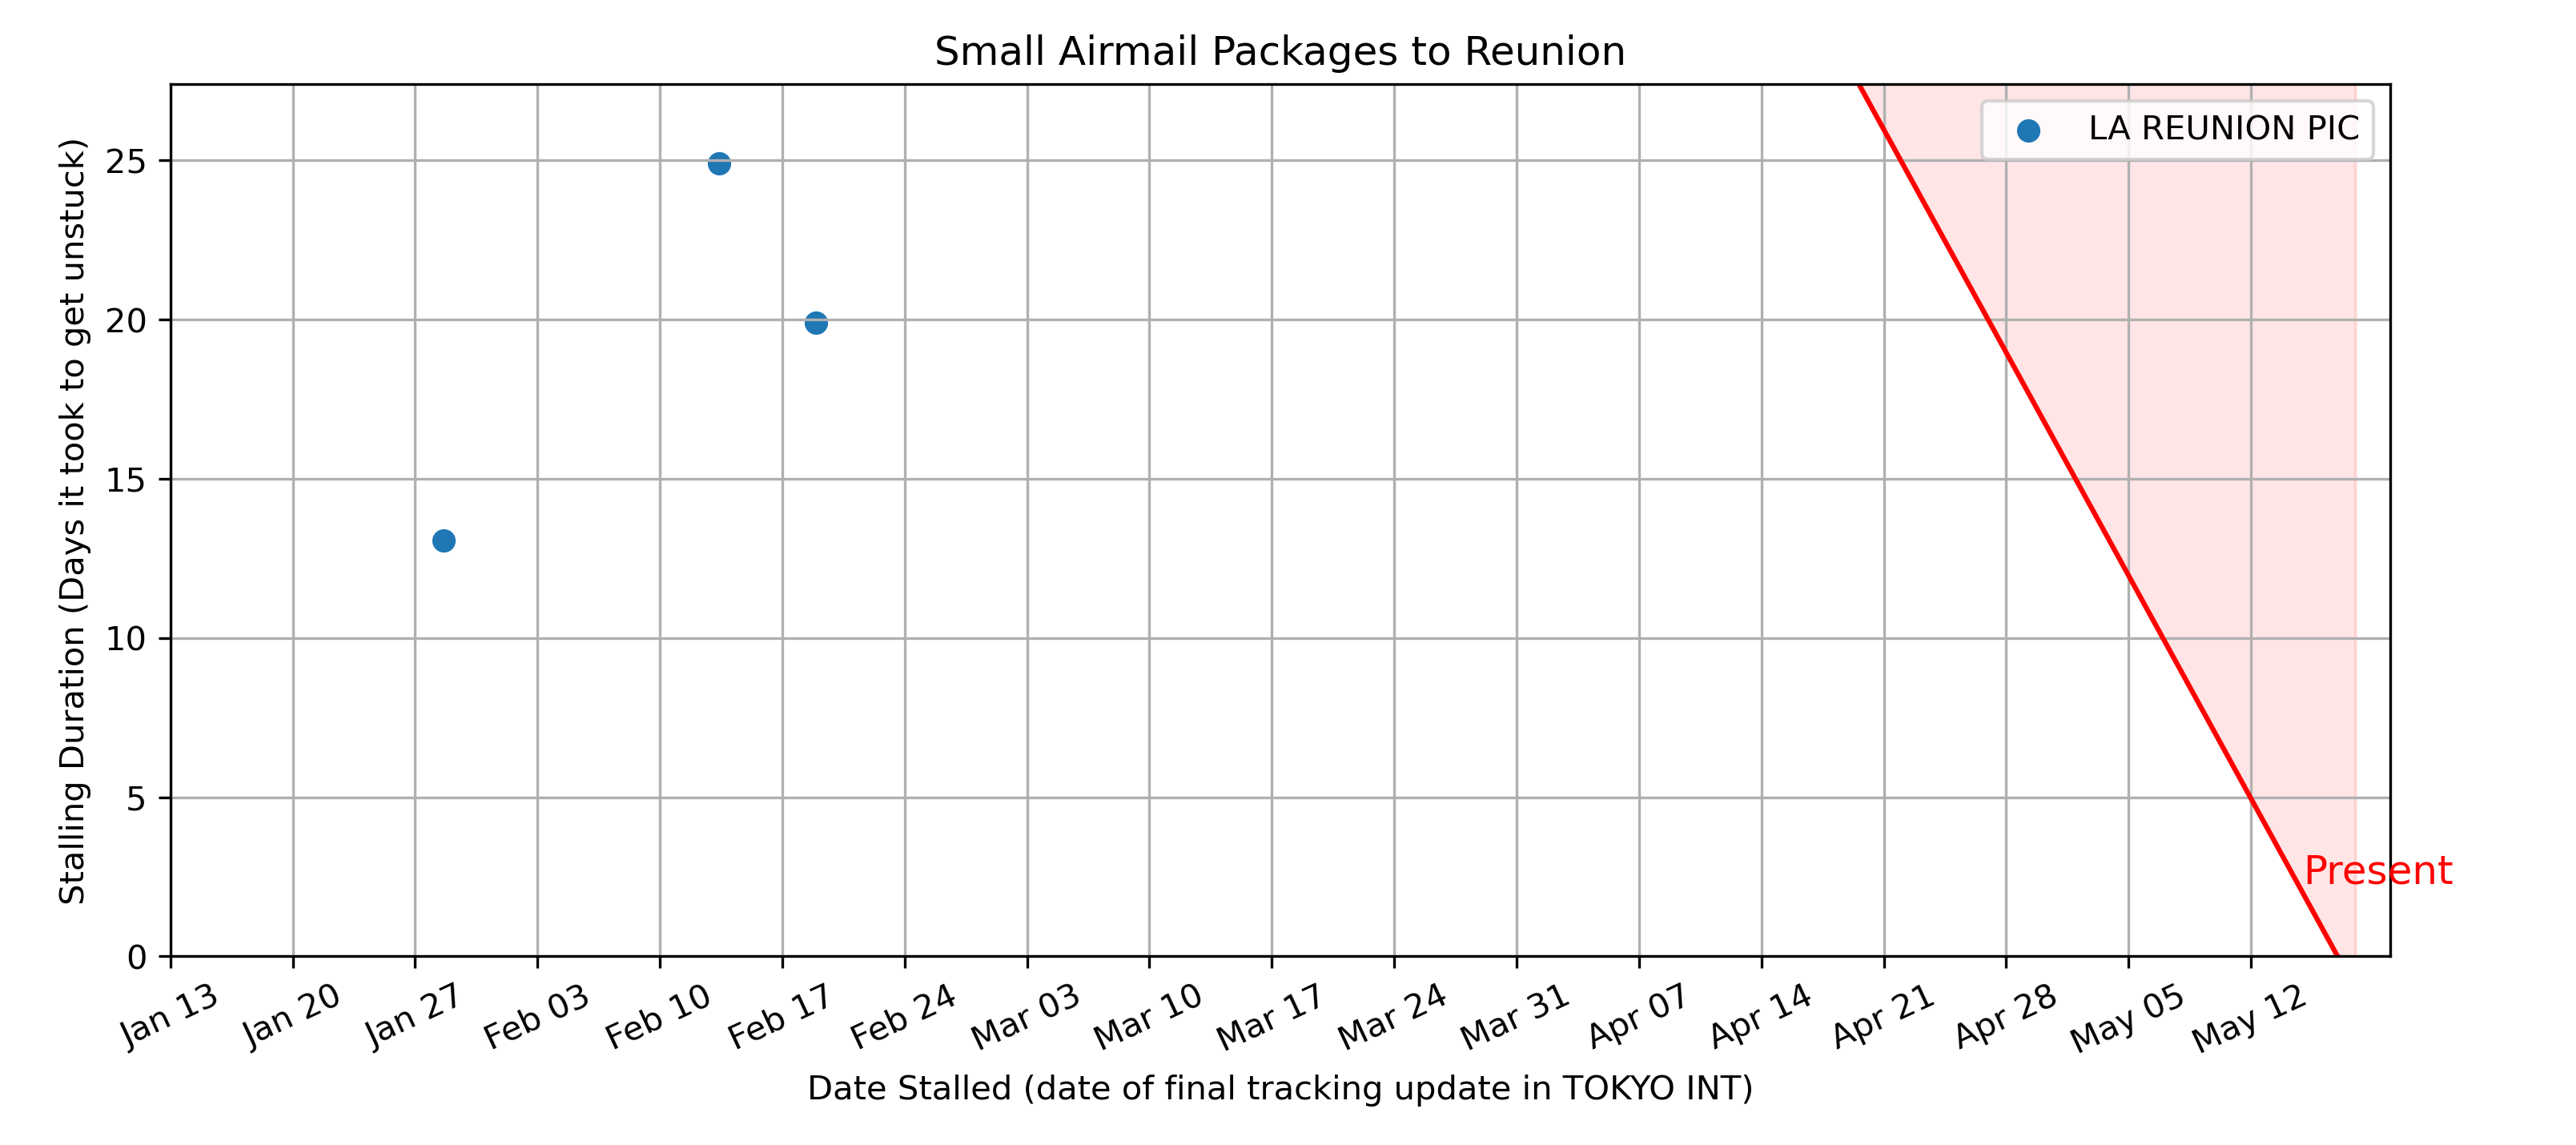 Small Airmail Packages to Reunion
LA REUNION PIC
Stalling Duration (Days it took to get unstuck)
25
20
15
10
5
0
Present
Jan 13 Jan 20 Jan 27 Feb 03 Feb 10 Feb 17 Feb 24 Mar 03 Mar 10 Mar 17 Mar 24 Mar 31 Apr 07 Apr 14 Apr 21 Apr 28 May 05 May 12
Date Stalled (date of final tracking update in TOKYO INT)